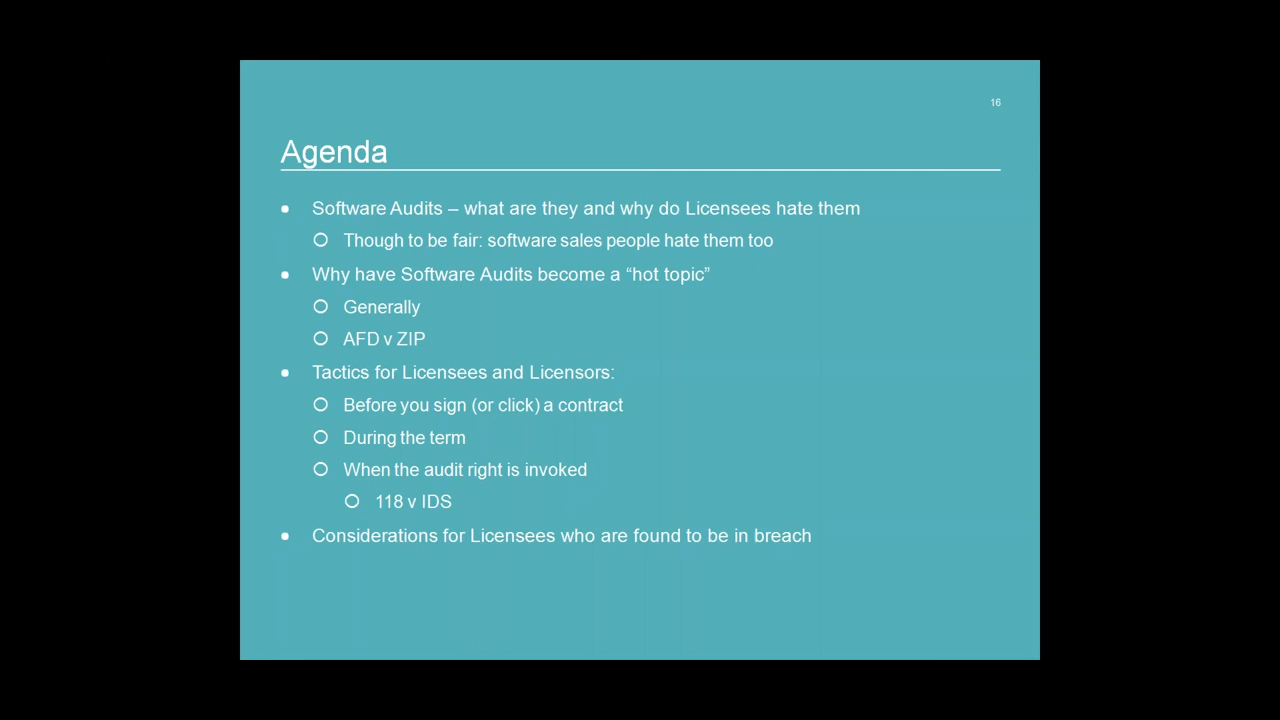 16
Agenda
Software Audits – what are they and why do Licensees hate them
Though to be fair: software sales people hate them too
Why have Software Audits become a “hot topic”
Generally
AFD v ZIP
Tactics for Licensees and Licensors:
Before you sign (or click) a contract
During the term
When the audit right is invoked
118 v IDS
Considerations for Licensees who are found to be in breach